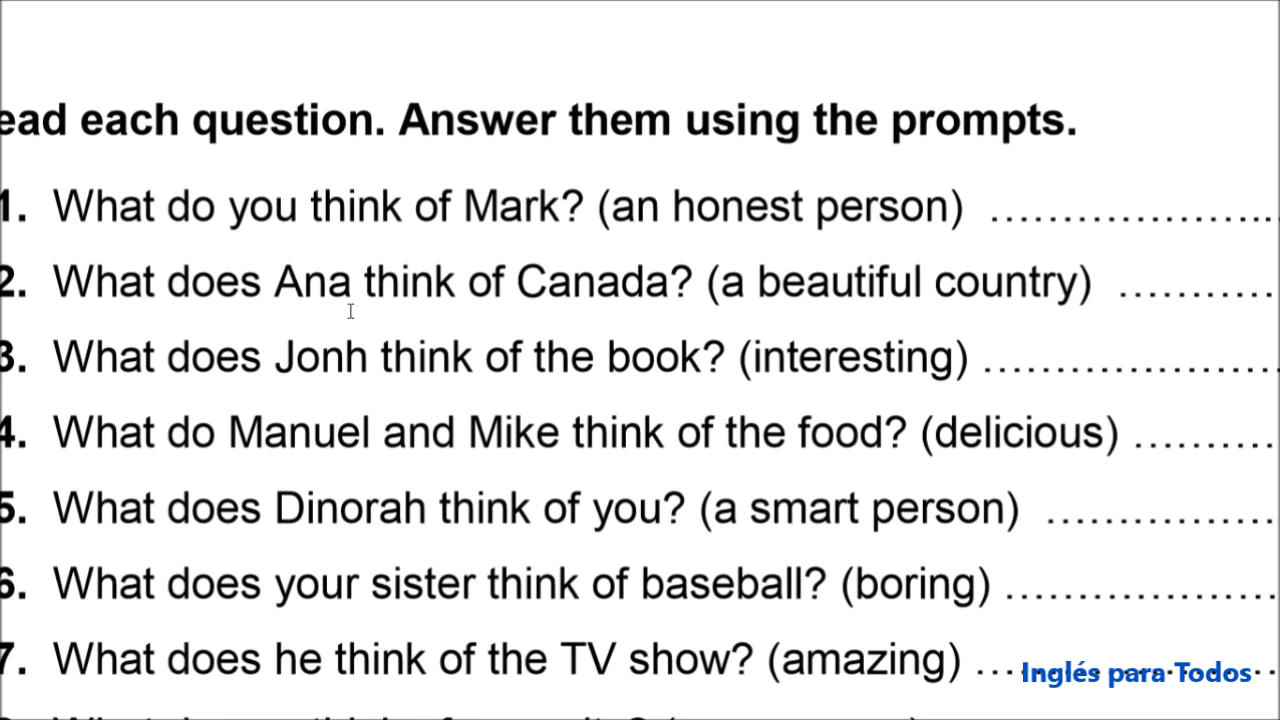 ead each question. Answer them using the prompts.
1. What do you think of Mark? (an honest person) .......................
2. What does Ana think of Canada? (a beautiful country) ...........
3. What does Jonh think of the book? (interesting) .....................
4. What do Manuel and Mike think of the food? (delicious) ..........
5. What does Dinorah think of you? (a smart person) ................
6. What does your sister think of baseball? (boring) ...................
7. What does he think of the TV show? (amazing) .....................
Inglés para Todos